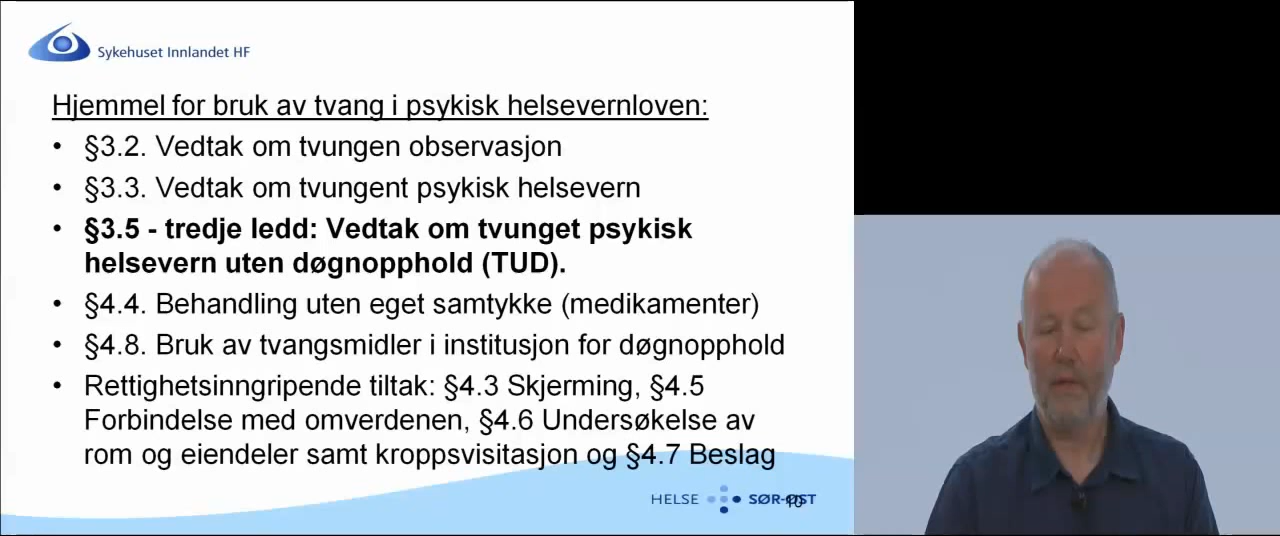 Sykehuset Innlandet HF
Hjemmel for bruk av tvang i psykisk helsevernloven:
• §3.2. Vedtak om tvungen observasjon
• §3.3. Vedtak om tvungent psykisk helsevern
• §3.5 - tredje ledd: Vedtak om tvunget psykisk
helsevern uten døgnopphold (TUD).
• §4.4. Behandling uten eget samtykke (medikamenter)
• §4.8. Bruk av tvangsmidler i institusjon for døgnopphold
• Rettighetsinngripende tiltak: §4.3 Skjerming, §4.5
Forbindelse med omverdenen, §4.6 Undersøkelse av
rom og eiendeler samt kroppsvisitasjon og §4.7 Beslag
HELSE SØR-ØST
10